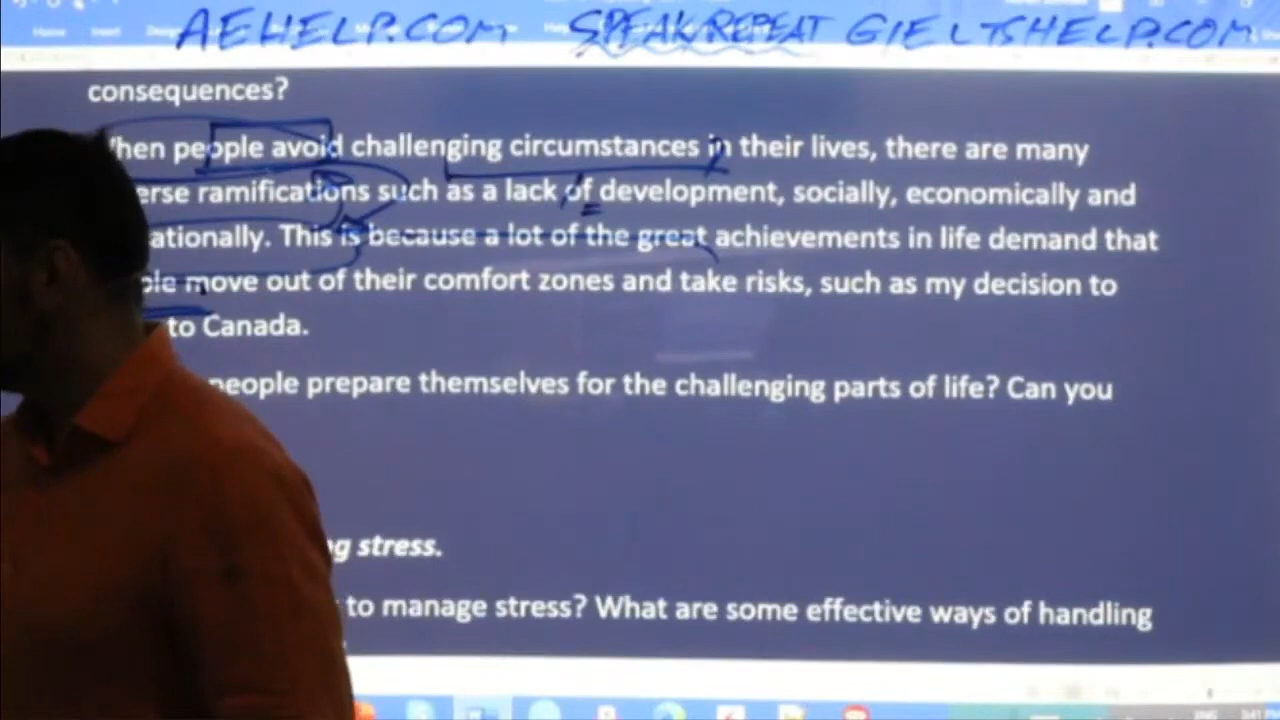 AEHELP.COM SPEAK REPEAT GIELTSHELP.COM
consequences?
When people avoid challenging circumstances in their lives, there are many
erse ramifications such as a lack of development, socially, economically and
ationally. This is because a lot of the great achievements in life demand that
ple move out of their comfort zones and take risks, such as my decision to
to Canada.
people prepare themselves for the challenging parts of life? Can you
g stress.
to manage stress? What are some effective ways of handling